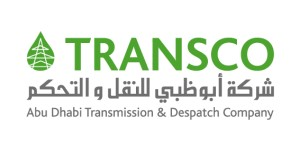 TRANSCO
شركة أبوظبي للنقل و التحكم
Abu Dhabi Transmission & Despatch Company